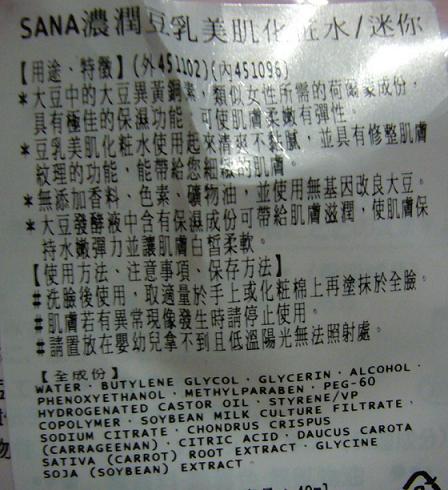 SANA濃潤豆乳美肌化粧水/迷你
【用途、特徵】(外451102)(內451096)
*大豆中的大豆異黃酮素，類似女性所需的荷爾蒙成份，
具有極佳的保濕功能，可使肌膚柔嫩有彈性。
*豆乳美肌化粧水使用起來清爽不黏膩，並具有修整肌膚
紋理的功能，能帶給您細緻的肌膚。
*無添加香料、色素、礦物油，並使用無基因改良大豆。
*大豆發酵液中含有保濕成份可帶給肌膚滋潤，使肌膚保
持水嫩彈力並讓肌膚白皙柔軟。
【使用方法、注意事項、保存方法】
#洗臉後使用，取適量於手上或化粧棉上再塗抹於全臉。
#肌膚若有異常現像發生時請停止使用。
#請置放在嬰幼兒拿不到且低溫陽光無法照射處。
【全成份】
WATER·BUTYLENE GLYCOL·GLYCERIN·ALCOHOL·
PHENOXYETHANOL·METHYLPARABEN·PEG-60
HYDROGENATED CASTOR OIL·STYRENE/VP
COPOLYMER·SOYBEAN MILK CULTURE FILTRATE·
SODIUM CITRATE·CHONDRUS CRISPUS
(CARRAGEENAN)·CITRIC ACID·DAUCUS CAROTA
SATIVA (CARROT) ROOT EXTRACT·GLYCINE
SOJA (SOYBEAN) EXTRACT。